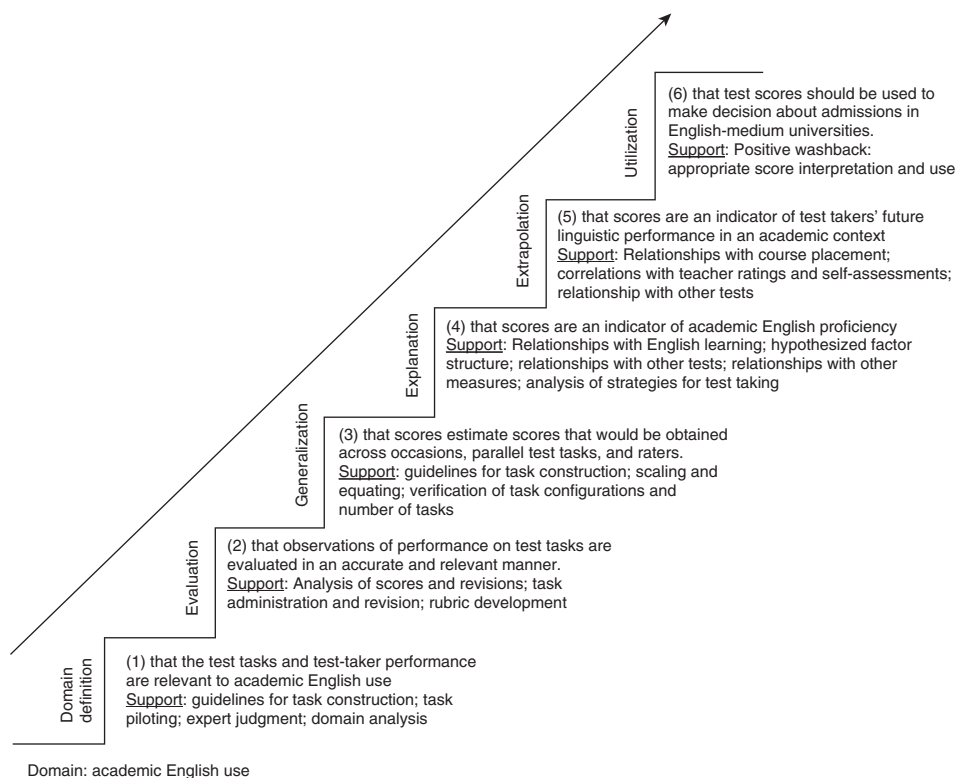 Utilization
(6) that test scores should be used to
make decision about admissions in
English-medium universities.
Support: Positive washback:
appropriate score interpretation and use
Extrapolation
(5) that scores are an indicator of test takers’ future
linguistic performance in an academic context
Support: Relationships with course placement;
correlations with teacher ratings and self-assessments;
relationship with other tests
Explanation
(4) that scores are an indicator of academic English proficiency
Support: Relationships with English learning; hypothesized factor
structure; relationships with other tests; relationships with other
measures; analysis of strategies for test taking
Generalization
(3) that scores estimate scores that would be obtained
across occasions, parallel test tasks, and raters.
Support: guidelines for task construction; scaling and
equating; verification of task configurations and
number of tasks
Evaluation
(2) that observations of performance on test tasks are
evaluated in an accurate and relevant manner.
Support: Analysis of scores and revisions; task
administration and revision; rubric development
Domain
definition
(1) that the test tasks and test-taker performance
are relevant to academic English use
Support: guidelines for task construction; task
piloting; expert judgment; domain analysis
Domain: academic English use